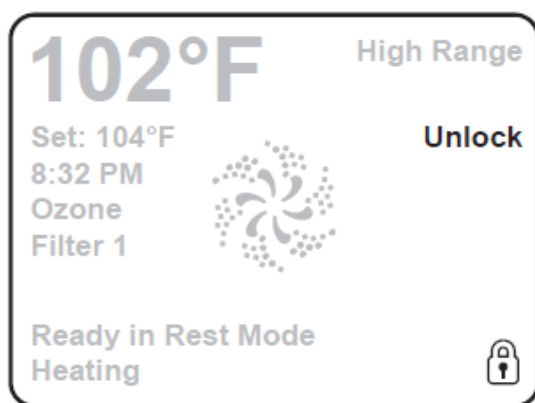 102°F
High Range
Set: 104°F
Unlock
8:32 PM
Ozone
Filter 1
Ready in Rest Mode
Heating